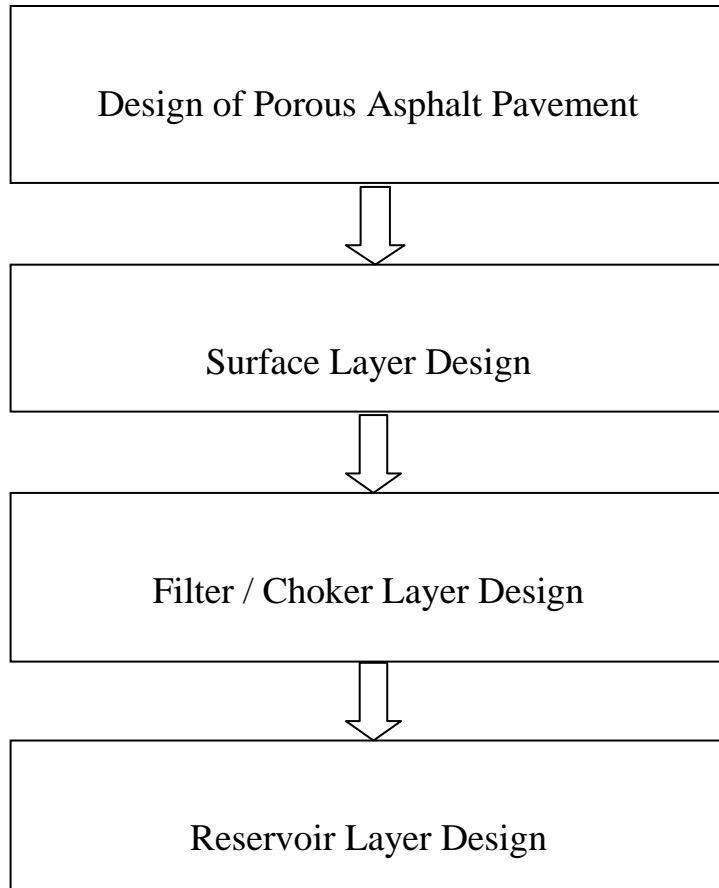 Design of Porous Asphalt Pavement
Surface Layer Design
Filter / Choker Layer Design
Reservoir Layer Design